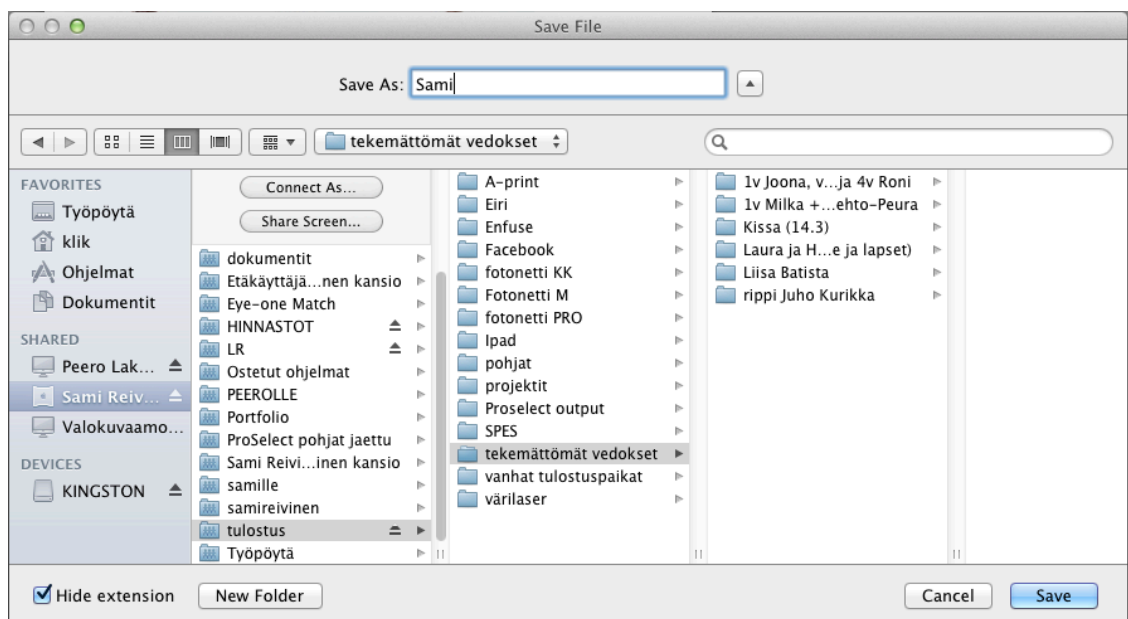 Save File
Save As: Sami
tekemättömät vedokset
FAVORITES
Työpöytä
klik
Ohjelmat
Dokumentit
SHARED
Peero Lak...
Sami Reiv...
Valokuvaamo...
DEVICES
KINGSTON
Connect As...
Share Screen...
dokumentit
Etäkäyttäjä...nen kansio
Eye-one Match
HINNASTOT
LR
Ostetut ohjelmat
PEEROLLE
Portfolio
ProSelect pohjat jaettu
Sami Reivi...inen kansio
samille
samireivinen
tulostus
Työpöytä
A-print
Eiri
Enfuse
Facebook
fotonetti KK
Fotonetti M
fotonetti PRO
Ipad
pohjat
projektit
Proselect output
SPES
tekemättömät vedokset
vanhat tulostuspaikat
värilaser
1v Joona, v...ja 4v Roni
1v Milka +...ehto-Peura
Kissa (14.3)
Laura ja H...e ja lapset)
Liisa Batista
rippi Juho Kurikka
Hide extension
New Folder
Cancel
Save